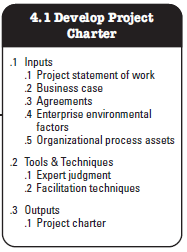 4.1 Develop Project
Charter
.1 Inputs
.1 Project statement of work
.2 Business case
.3 Agreements
.4 Enterprise environmental
factors
.5 Organizational process assets
.2 Tools & Techniques
.1 Expert judgment
.2 Facilitation techniques
.3 Outputs
.1 Project charter